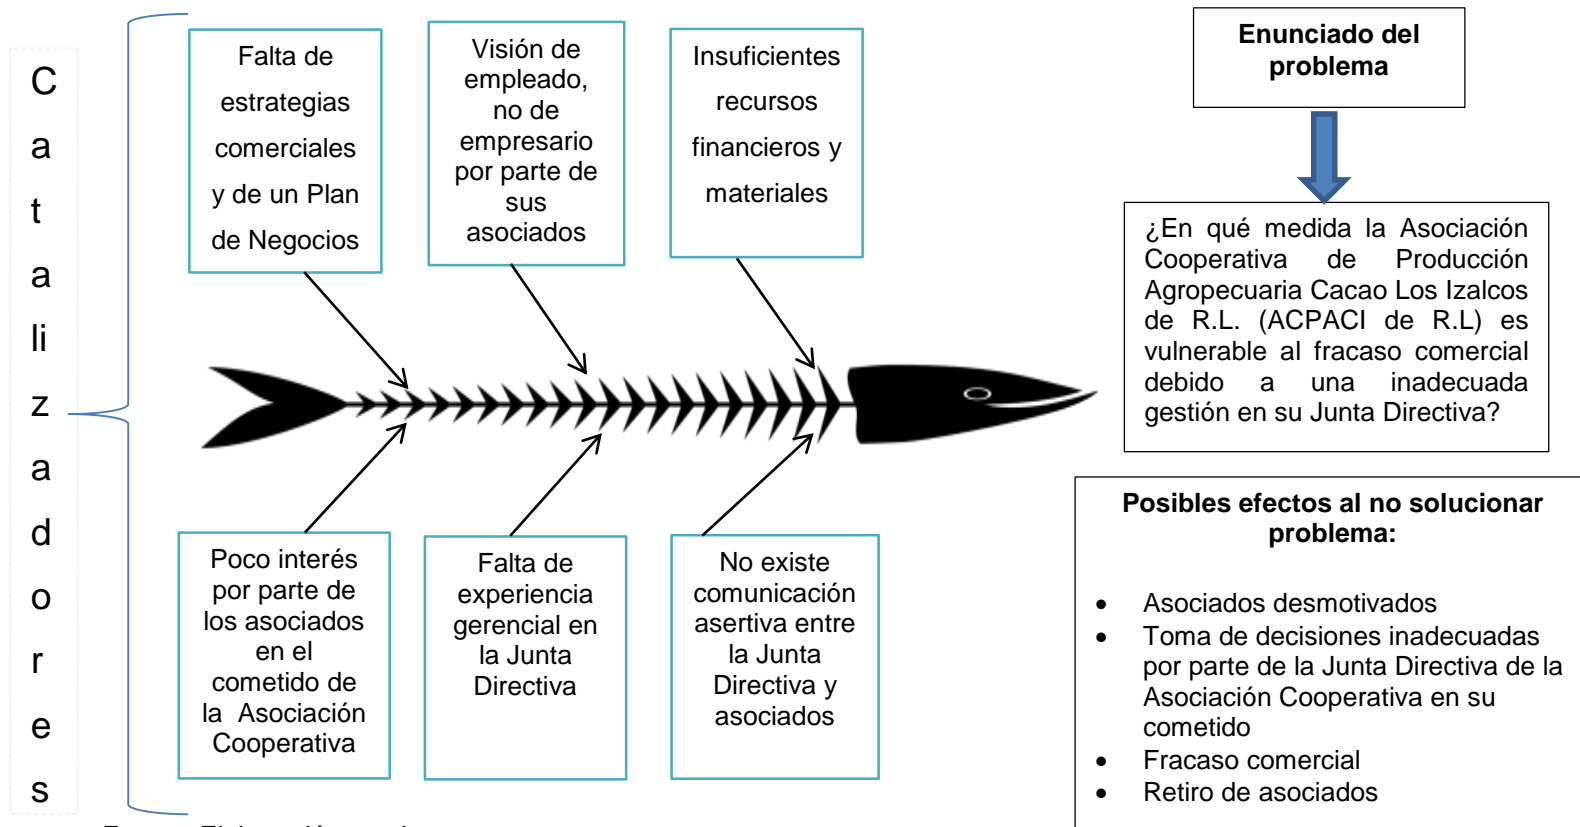 C
a
t
a
li
z
a
d
o
r
e
s
Falta de
estrategias
comerciales
y de un Plan
de Negocios
Visión de
empleado,
no de
empresario
por parte de
sus
asociados
Insuficientes
recursos
financieros y
materiales
Poco interés
por parte de
los asociados
en el
cometido de
la Asociación
Cooperativa
Falta de
experiencia
gerencial en
la Junta
Directiva
No existe
comunicación
asertiva entre
la Junta
Directiva y
asociados
Enunciado del
problema
¿En qué medida la Asociación
Cooperativa de Producción
Agropecuaria Cacao Los Izalcos
de R.L. (ACPACI de R.L) es
vulnerable al fracaso comercial
debido a una inadecuada
gestión en su Junta Directiva?
Posibles efectos al no solucionar
problema:
• Asociados desmotivados
• Toma de decisiones inadecuadas
por parte de la Junta Directiva de la
Asociación Cooperativa en su
cometido
• Fracaso comercial
• Retiro de asociados